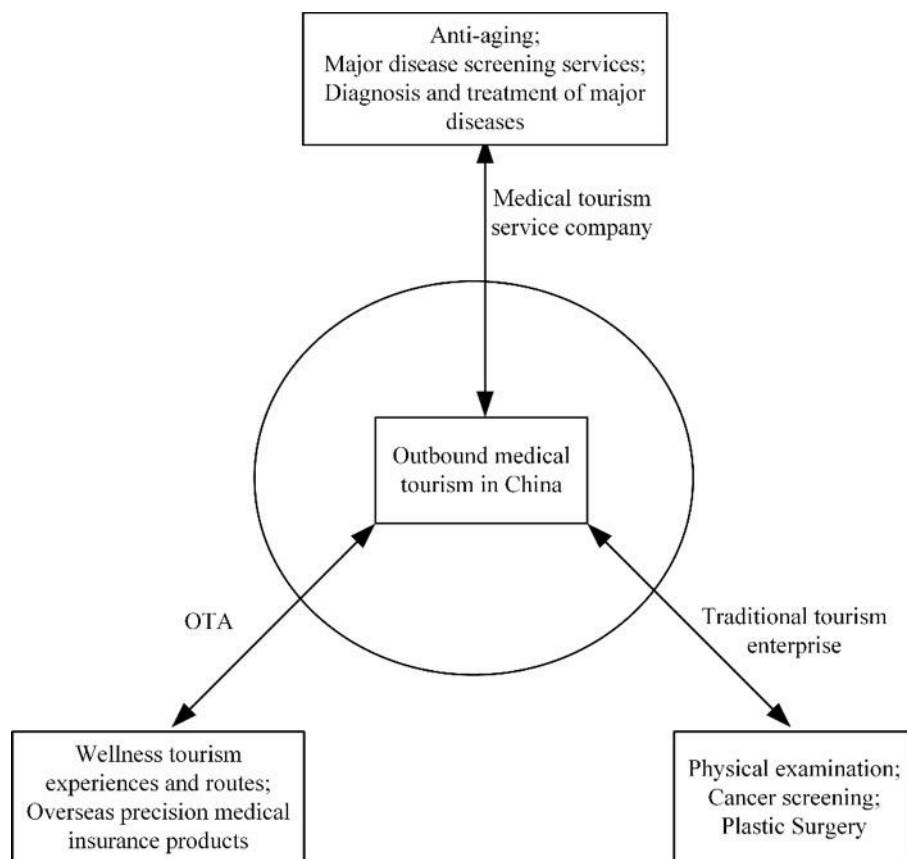 Anti-aging;
Major disease screening services;
Diagnosis and treatment of major
diseases
Medical tourism
service company
Outbound medical
tourism in China
OTA
Traditional tourism
enterprise
Wellness tourism
experiences and routes;
Overseas precision medical
insurance products
Physical examination;
Cancer screening;
Plastic Surgery